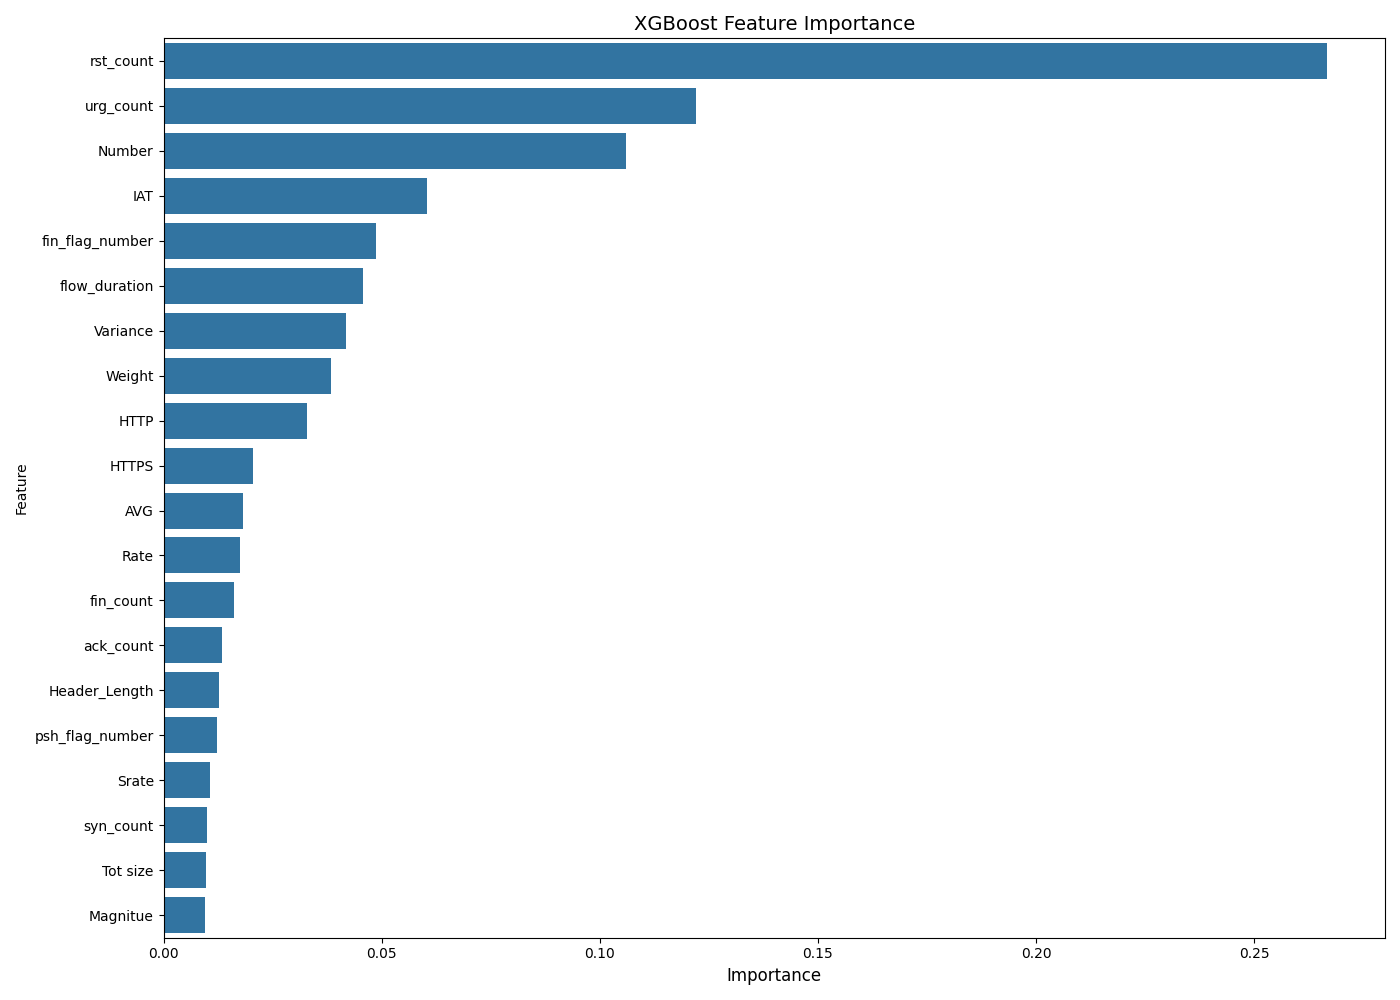 XGBoost Feature Importance
rst_count
urg_count
Number
IAT
fin_flag_number
flow_duration
Variance
Weight
HTTP
HTTPS
AVG
Rate
fin_count
ack_count
Header_Length
psh_flag_number
Srate
syn_count
Tot size
Magnitue
Feature
0.00 0.05 0.10 0.15 0.20 0.25
Importance